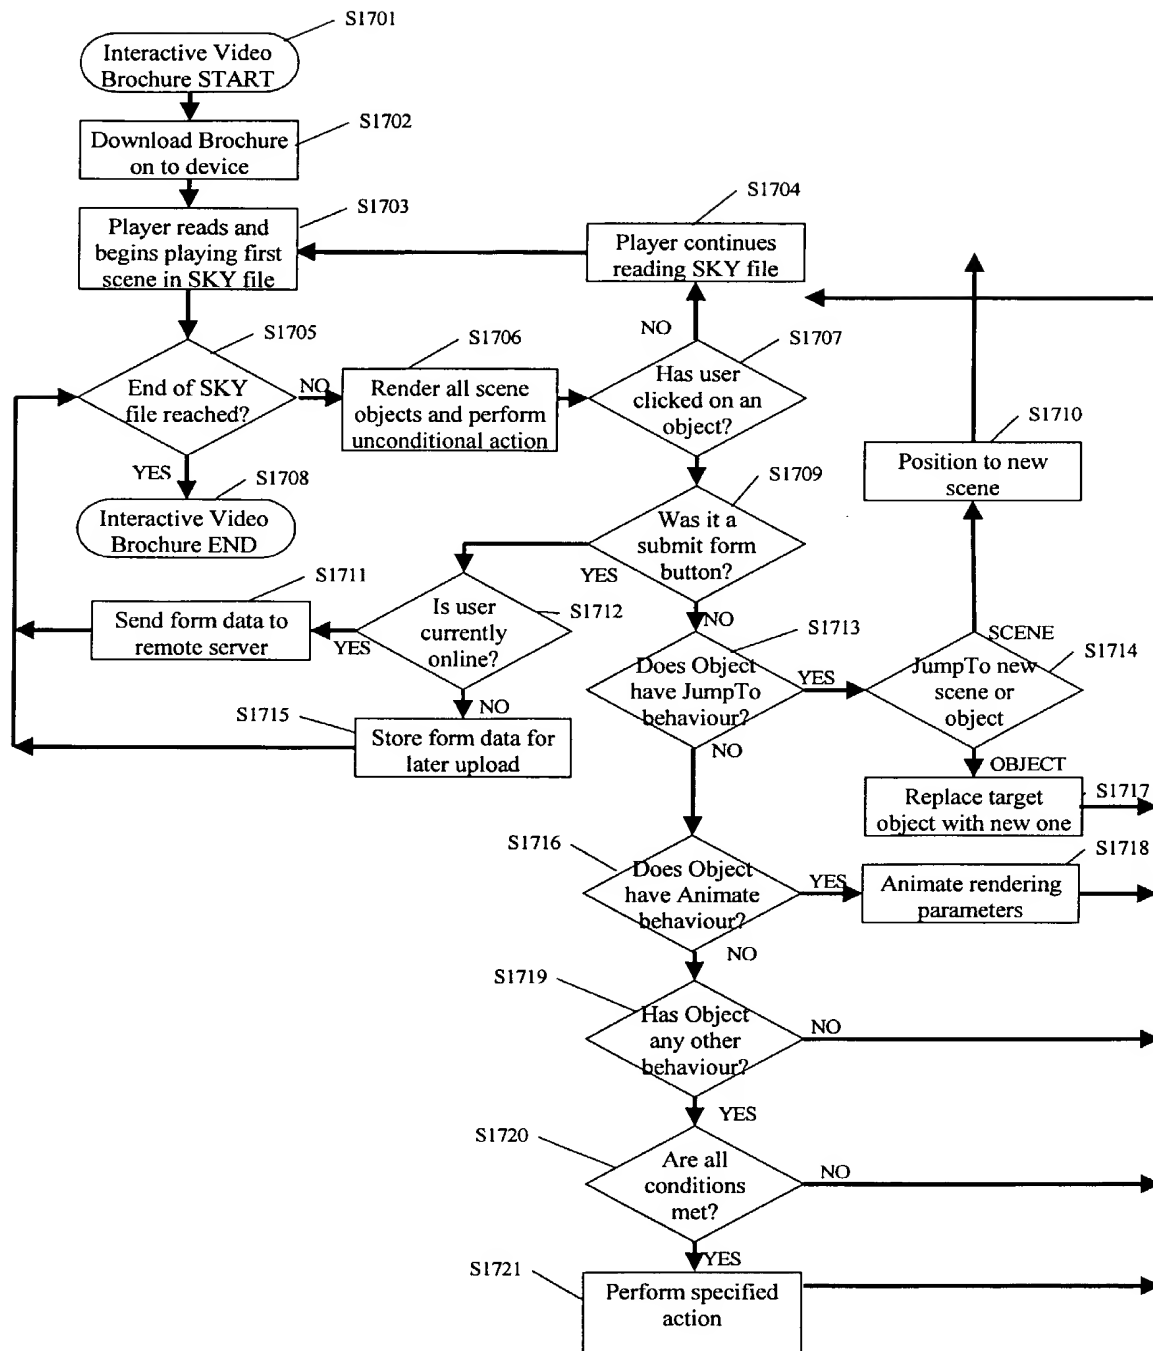 S1701
Interactive Video
Brochure START
S1702
Download Brochure
on to device
S1703
Player reads and
begins playing first
scene in SKY file
S1704
Player continues
reading SKY file
NO
S1705
End of SKY
file reached?
NO
YES
S1706
Render all scene
objects and perform
unconditional action
S1707
Has user
clicked on an
object?
S1708
Interactive Video
Brochure END
S1709
Was it a
submit form
button?
YES
NO
S1710
Position to new
scene
S1711
Send form data to
remote server
S1712
Is user
currently
online?
YES
NO
S1713
Does Object
have JumpTo
behaviour?
YES
NO
SCENE
S1714
JumpTo new
scene or
object
OBJECT
S1715
Store form data for
later upload
S1717
Replace target
object with new one
S1716
Does Object
have Animate
behaviour?
YES
NO
S1718
Animate rendering
parameters
S1719
Has Object
any other
behaviour?
NO
YES
S1720
Are all
conditions
met?
NO
YES
S1721
Perform specified
action